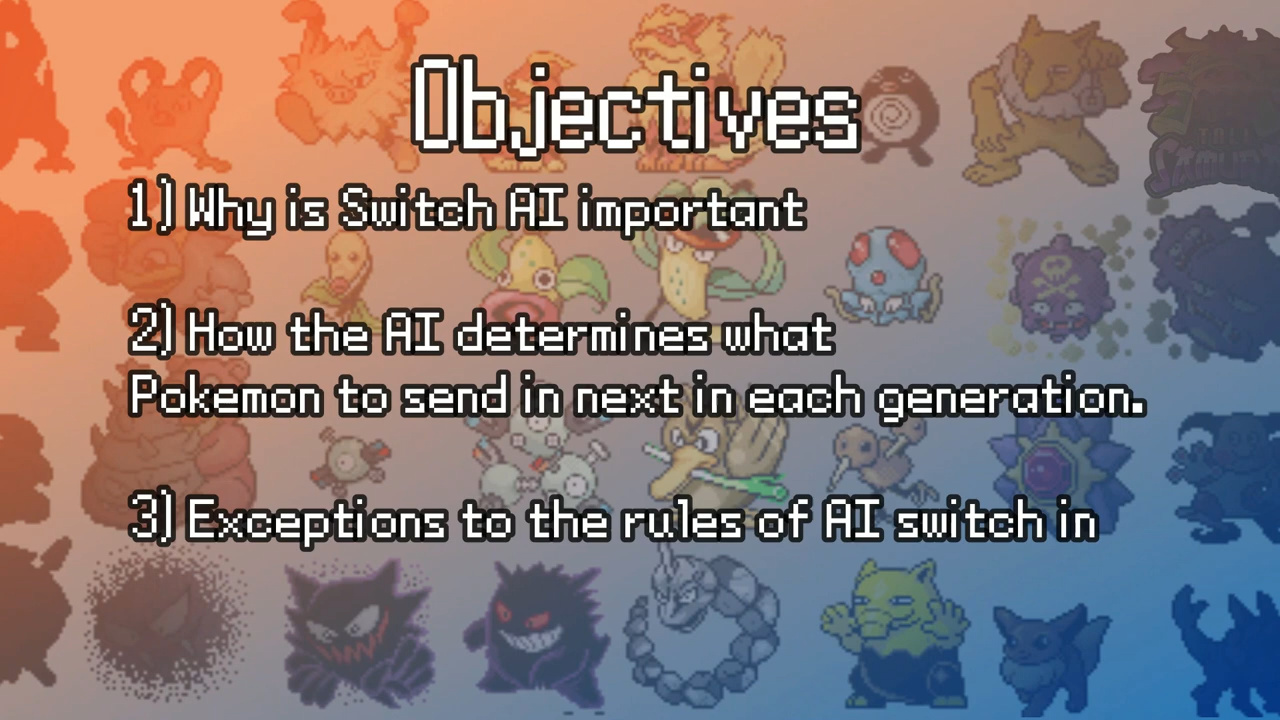 Objectives
1) Why is Switch AI important
2) How the AI determines what
Pokemon to send in next in each generation.
3) Exceptions to the rules of AI switch in